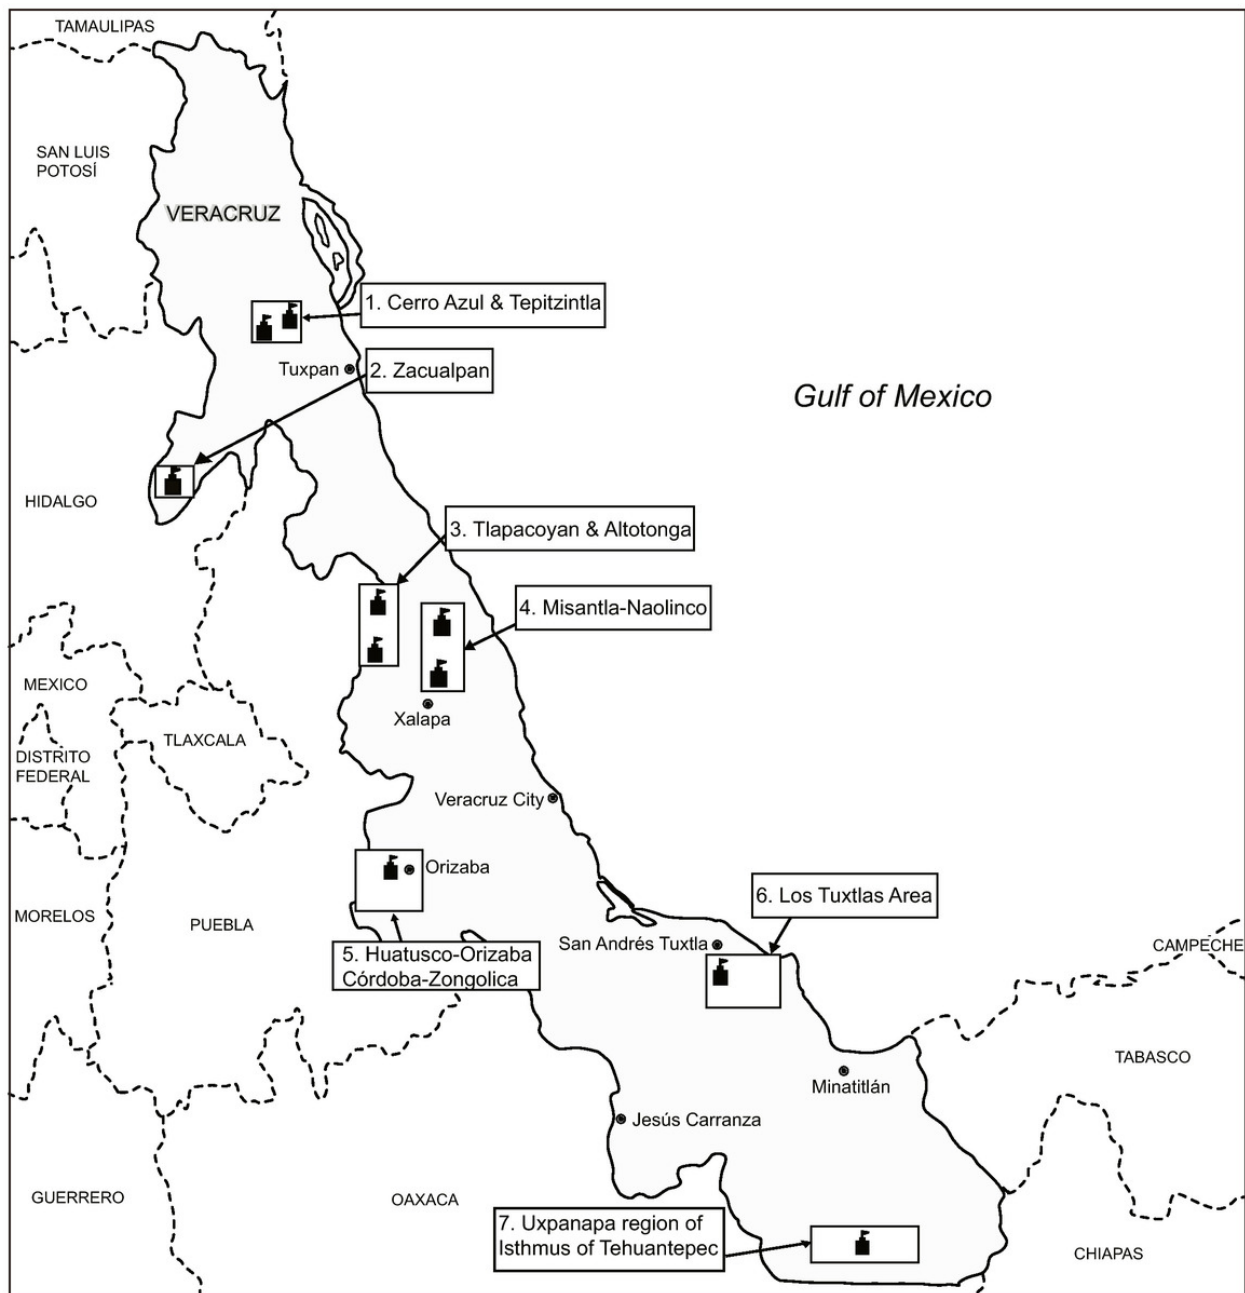 TAMAULIPAS
SAN LUIS
POTOSÍ
VERACRUZ
1. Cerro Azul & Tepitzintla
Tuxpan
2. Zacualpan
Gulf of Mexico
HIDALGO
3. Tlapacoyan & Altotonga
4. Misantla-Naolinco
MEXICO
Xalapa
TLAXCALA
DISTRITO
FEDERAL
Veracruz City
Orizaba
6. Los Tuxtlas Area
MORELOS
PUEBLA
San Andrés Tuxtla
CAMPECHE
5. Huatusco-Orizaba
Córdoba-Zongolica
TABASCO
Minatitlán
Jesús Carranza
GUERRERO
OAXACA
7. Uxpanapa region of
Isthmus of Tehuantepec
CHIAPAS